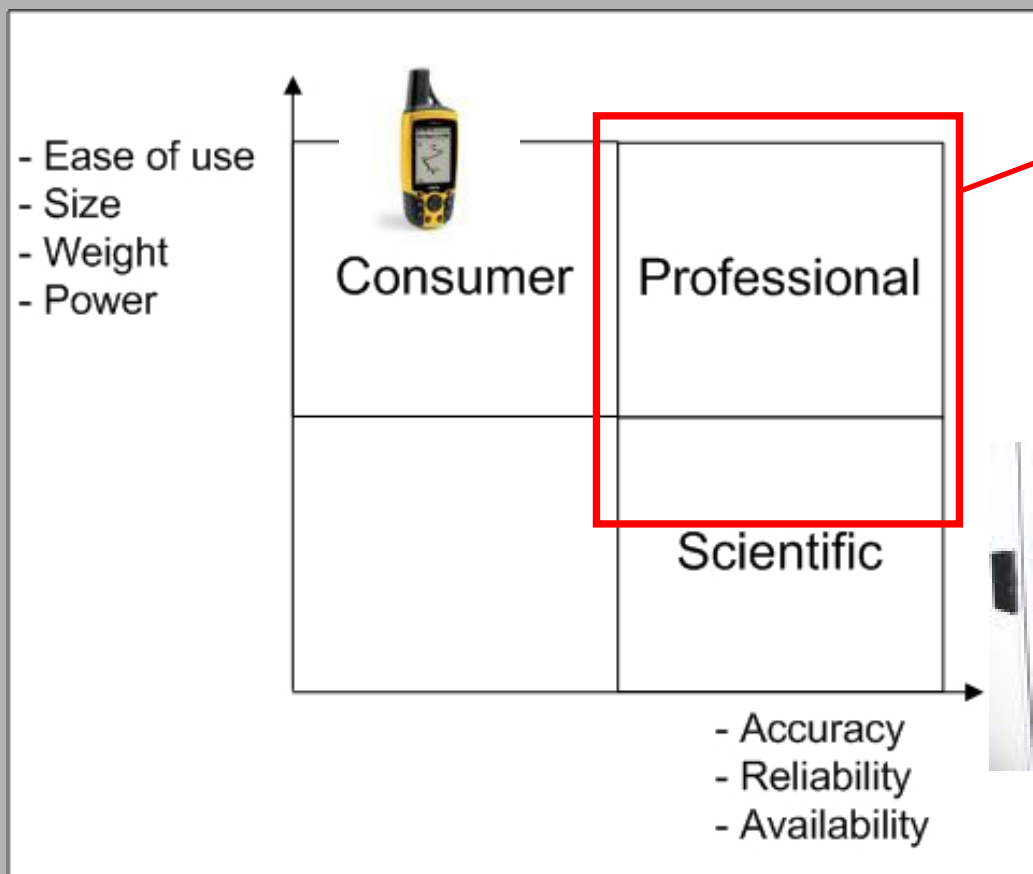 - Ease of use
- Size
- Weight
- Power
Consumer
Professional
Scientific
- Accuracy
- Reliability
- Availability